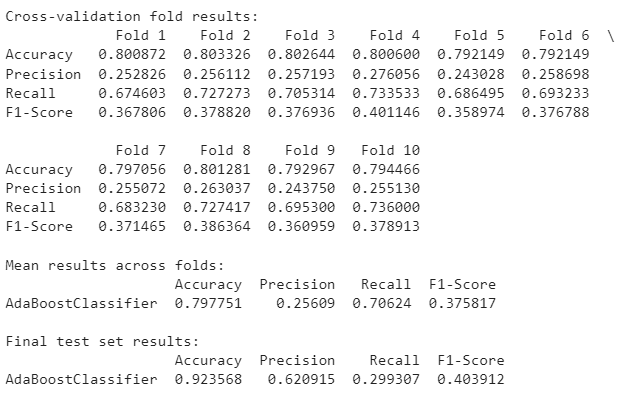 Cross-validation fold results:
Fold 1 Fold 2 Fold 3 Fold 4 Fold 5 Fold 6 \
Accuracy 0.800872 0.803326 0.802644 0.800600 0.792149 0.792149
Precision 0.252826 0.256112 0.257193 0.276056 0.243028 0.258698
Recall 0.674603 0.727273 0.705314 0.733533 0.686495 0.693233
F1-Score 0.367806 0.378820 0.376936 0.401146 0.358974 0.376788
Fold 7 Fold 8 Fold 9 Fold 10
Accuracy 0.797056 0.801281 0.792967 0.794466
Precision 0.255072 0.263037 0.243750 0.255130
Recall 0.683230 0.727417 0.695300 0.736000
F1-Score 0.371465 0.386364 0.360959 0.378913
Mean results across folds:
Accuracy Precision Recall F1-Score
AdaBoostClassifier 0.797751 0.25609 0.70624 0.375817
Final test set results:
Accuracy Precision Recall F1-Score
AdaBoostClassifier 0.923568 0.620915 0.299307 0.403912